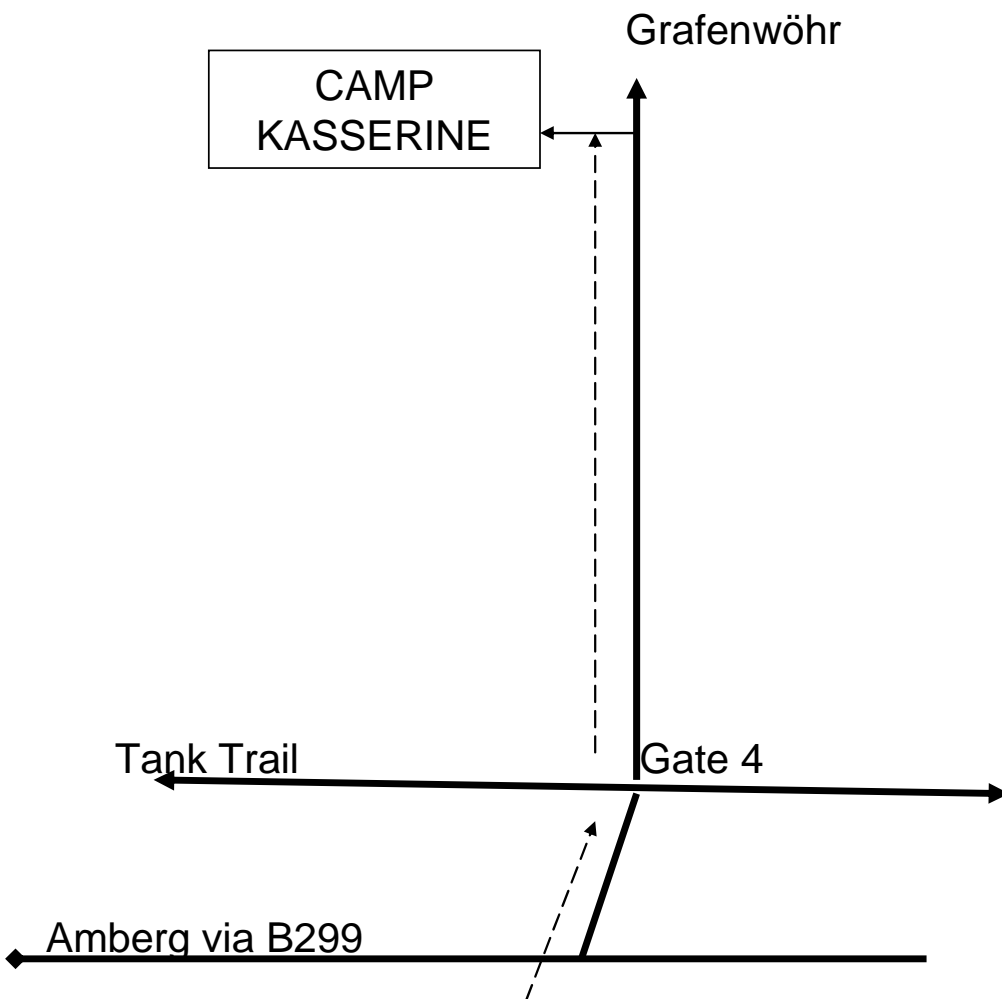 Grafenwöhr
CAMP
KASSERINE
Tank Trail
Gate 4
Amberg via B299